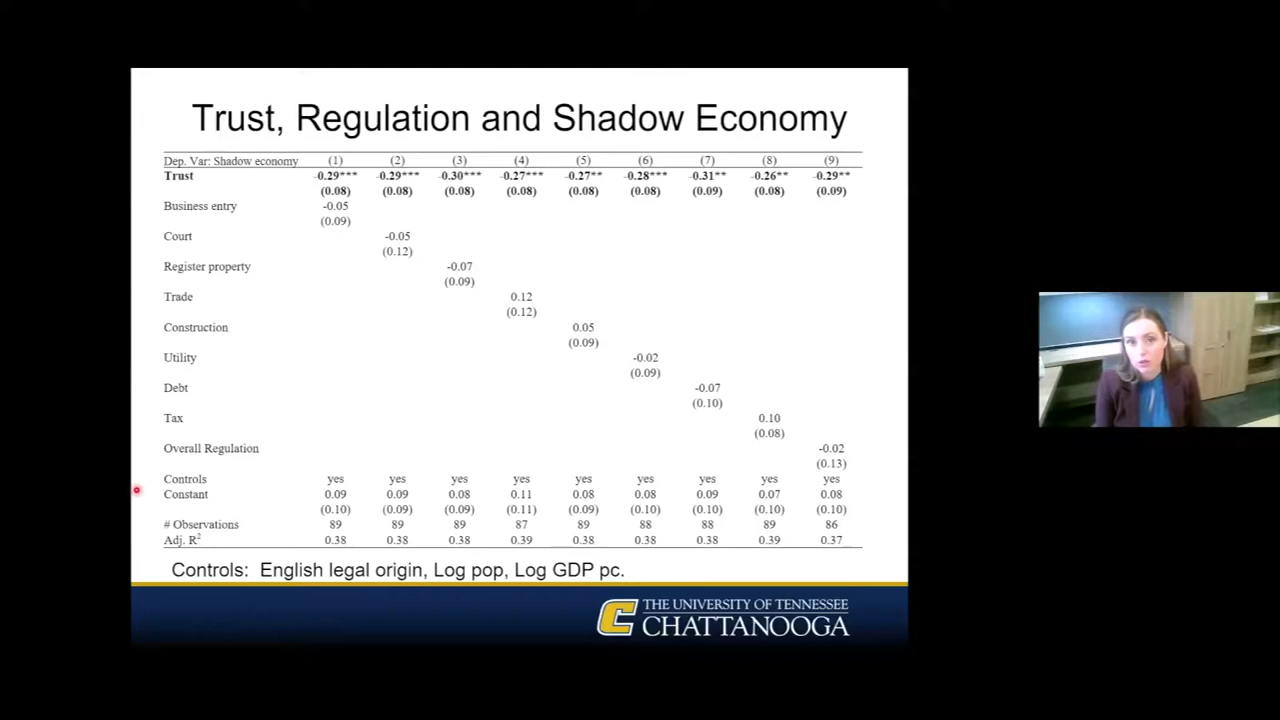 Trust, Regulation and Shadow Economy
Dep. Var: Shadow economy (1) (2) (3) (4) (5) (6) (7) (8) (9)
Trust -0.29*** -0.29*** -0.30*** -0.27*** -0.27** -0.28*** -0.31** -0.26** -0.29**
(0.08) (0.08) (0.08) (0.08) (0.08) (0.08) (0.09) (0.08) (0.09)
Business entry -0.05
(0.09)
Court -0.05
(0.12)
Register property -0.07
(0.09)
Trade 0.12
(0.12)
Construction 0.05
(0.09)
Utility -0.02
(0.09)
Debt -0.07
(0.10)
Tax 0.10
(0.08)
Overall Regulation -0.02
(0.13)
Controls yes yes yes yes yes yes yes yes yes
Constant 0.09 0.09 0.08 0.11 0.08 0.08 0.09 0.07 0.08
(0.10) (0.09) (0.09) (0.11) (0.09) (0.10) (0.10) (0.10) (0.10)
# Observations 89 89 89 87 89 88 88 89 86
Adj. R² 0.38 0.38 0.38 0.39 0.38 0.38 0.38 0.39 0.37
Controls: English legal origin, Log pop, Log GDP pc.
THE UNIVERSITY OF TENNESSEE
CHATTANOOGA